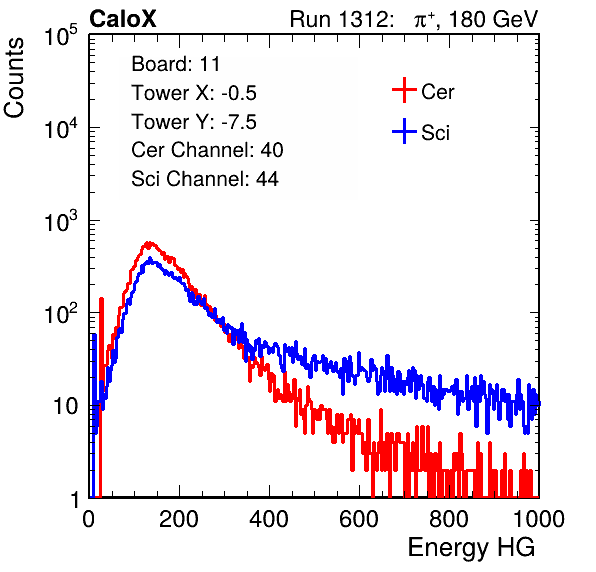 CaloX Run 1312: π⁺, 180 GeV
Counts
10⁵
10⁴
10³
10²
10
1
Board: 11
Tower X: -0.5
Tower Y: -7.5
Cer Channel: 40
Sci Channel: 44
Cer
Sci
0 200 400 600 800 1000
Energy HG